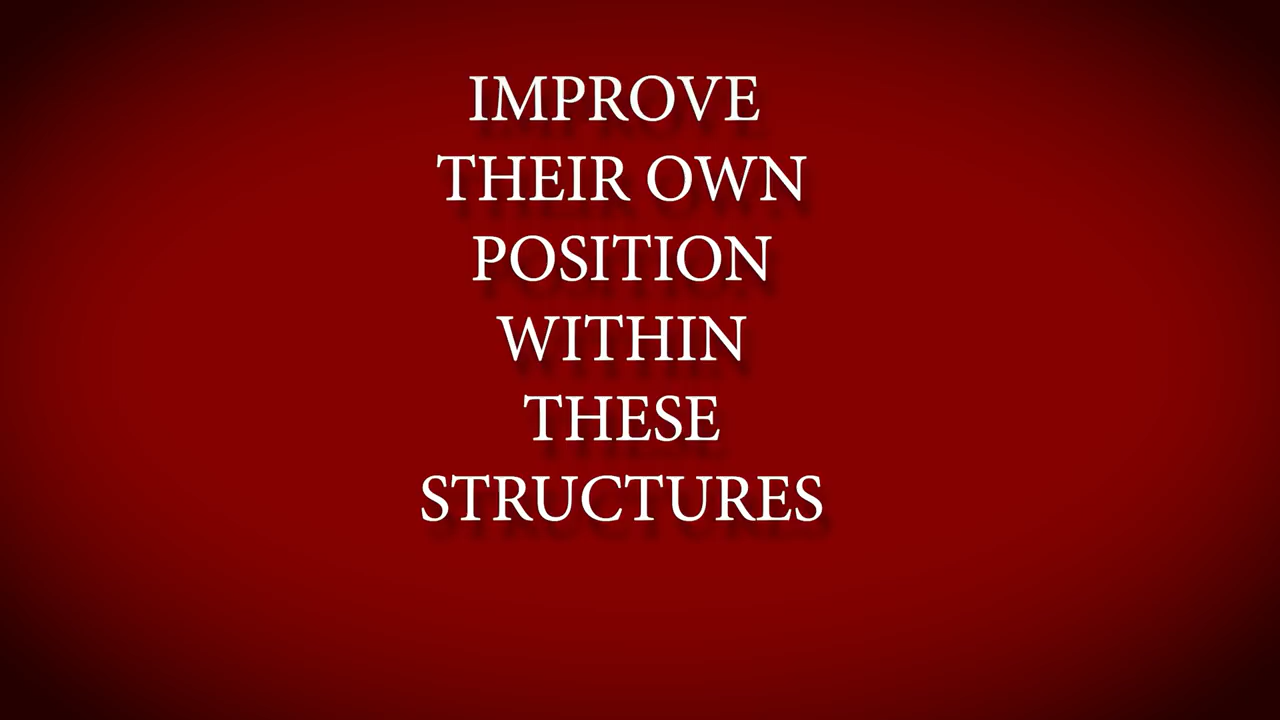 IMPROVE
THEIR OWN
POSITION
WITHIN
THESE
STRUCTURES